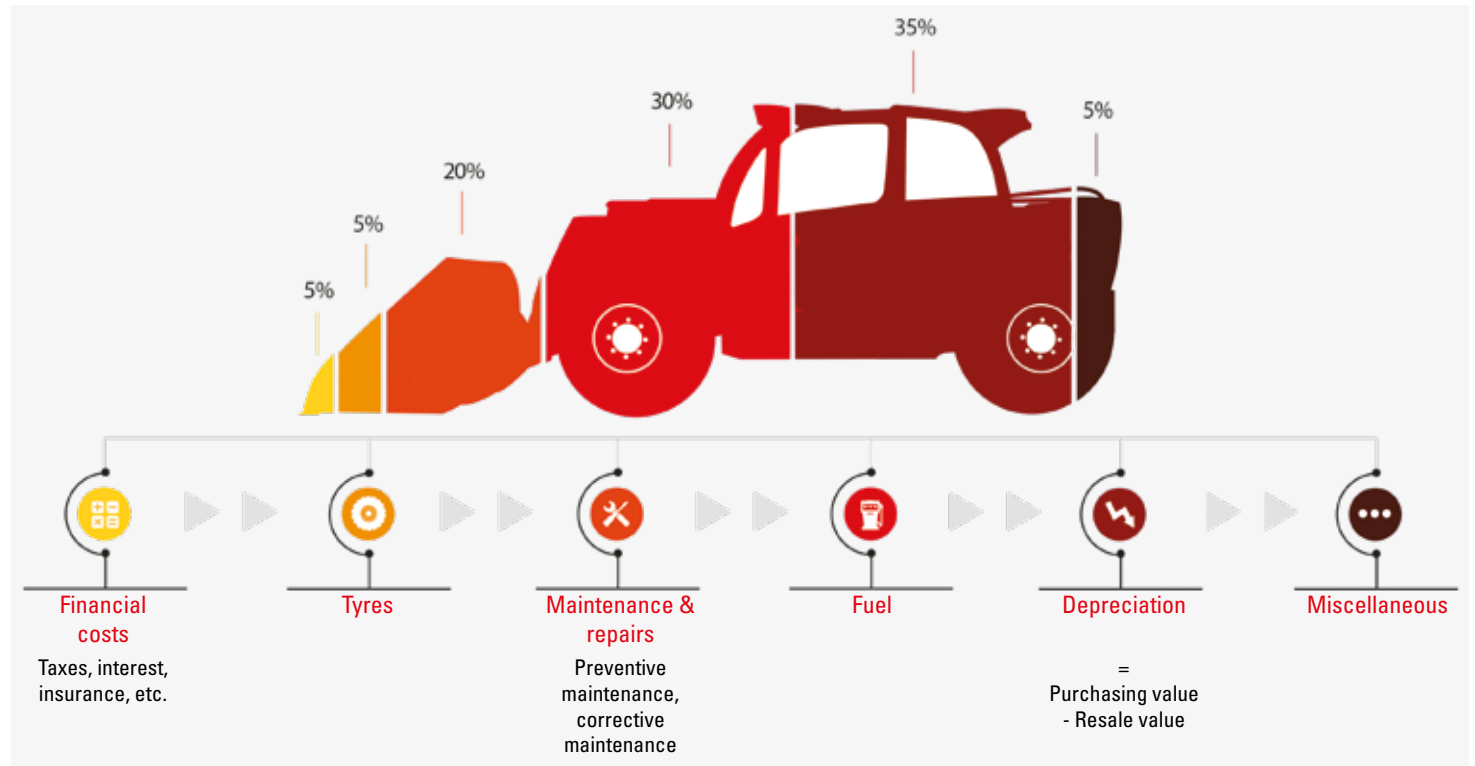 35%
30%
5%
20%
5%
5%
Financial
costs
Taxes, interest,
insurance, etc.
Tyres
Maintenance &
repairs
Preventive
maintenance,
corrective
maintenance
Fuel
Depreciation
=
Purchasing value
- Resale value
Miscellaneous